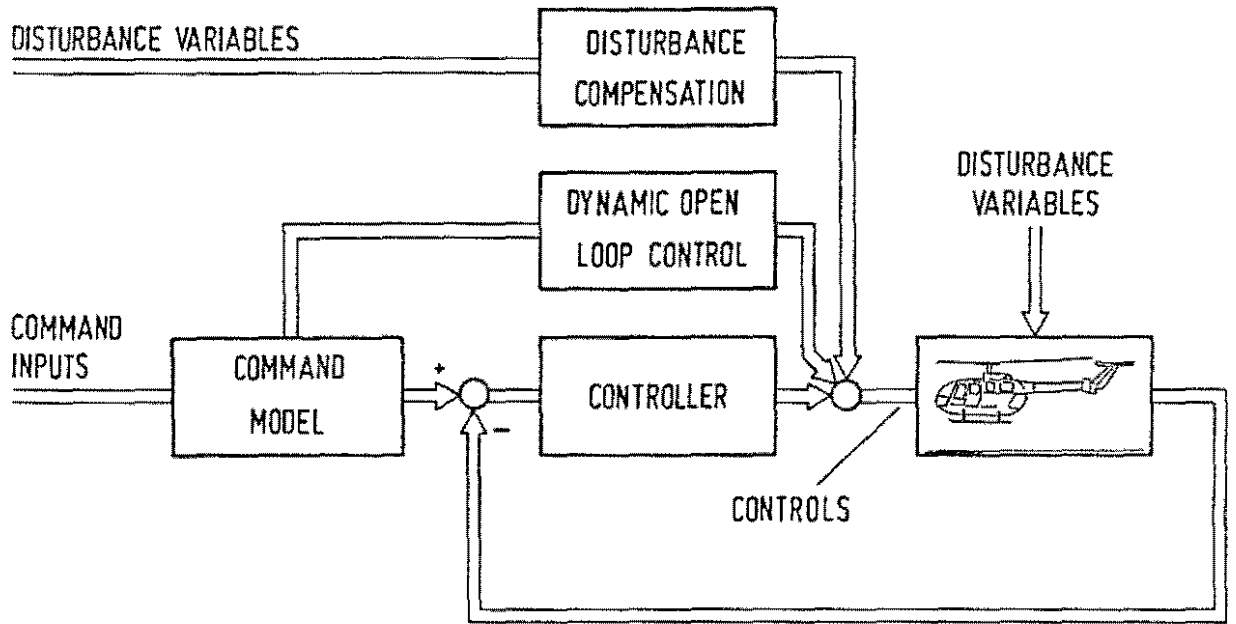 DISTURBANCE VARIABLES
DISTURBANCE
COMPENSATION
DISTURBANCE
VARIABLES
DYNAMIC OPEN
LOOP CONTROL
COMMAND
INPUTS
COMMAND
MODEL
+
−
CONTROLLER
CONTROLS